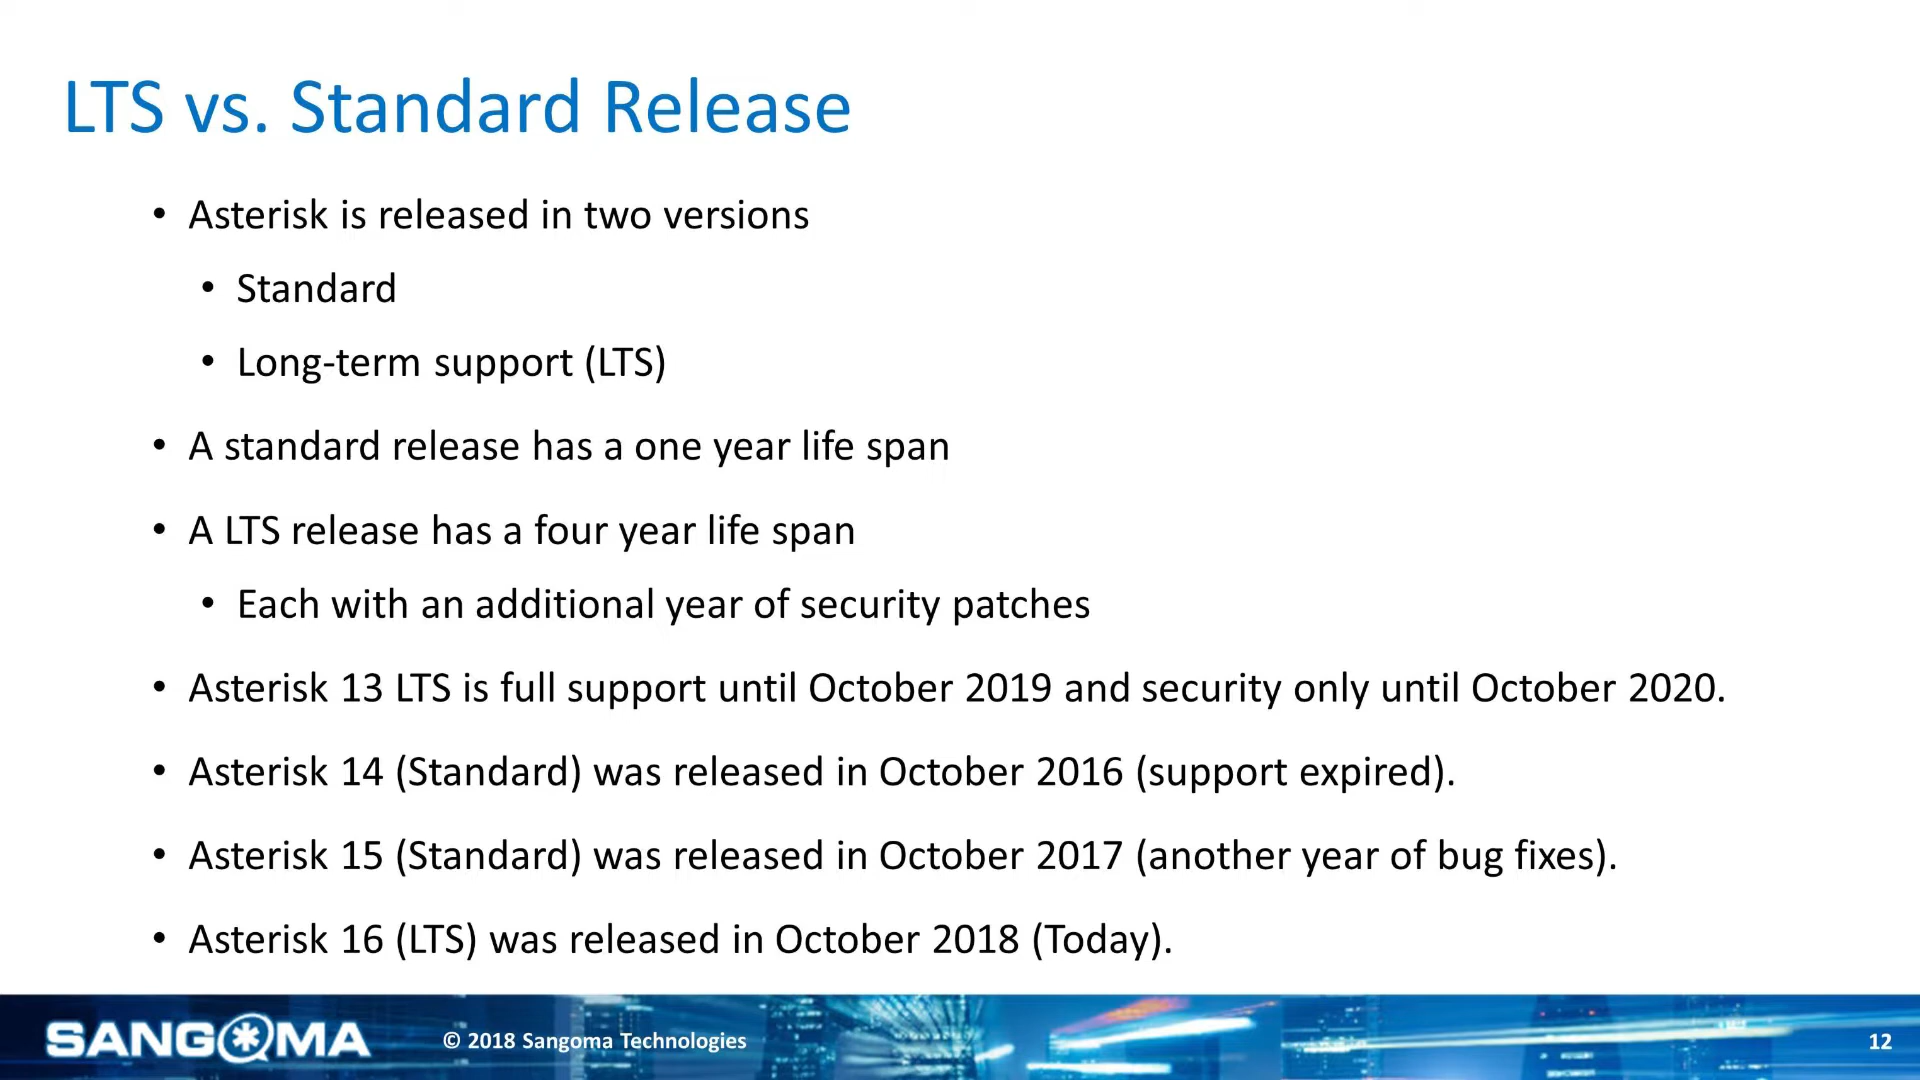 LTS vs. Standard Release
• Asterisk is released in two versions
• Standard
• Long-term support (LTS)
• A standard release has a one year life span
• A LTS release has a four year life span
• Each with an additional year of security patches
• Asterisk 13 LTS is full support until October 2019 and security only until October 2020.
• Asterisk 14 (Standard) was released in October 2016 (support expired).
• Asterisk 15 (Standard) was released in October 2017 (another year of bug fixes).
• Asterisk 16 (LTS) was released in October 2018 (Today).
SANGOMA
© 2018 Sangoma Technologies
12